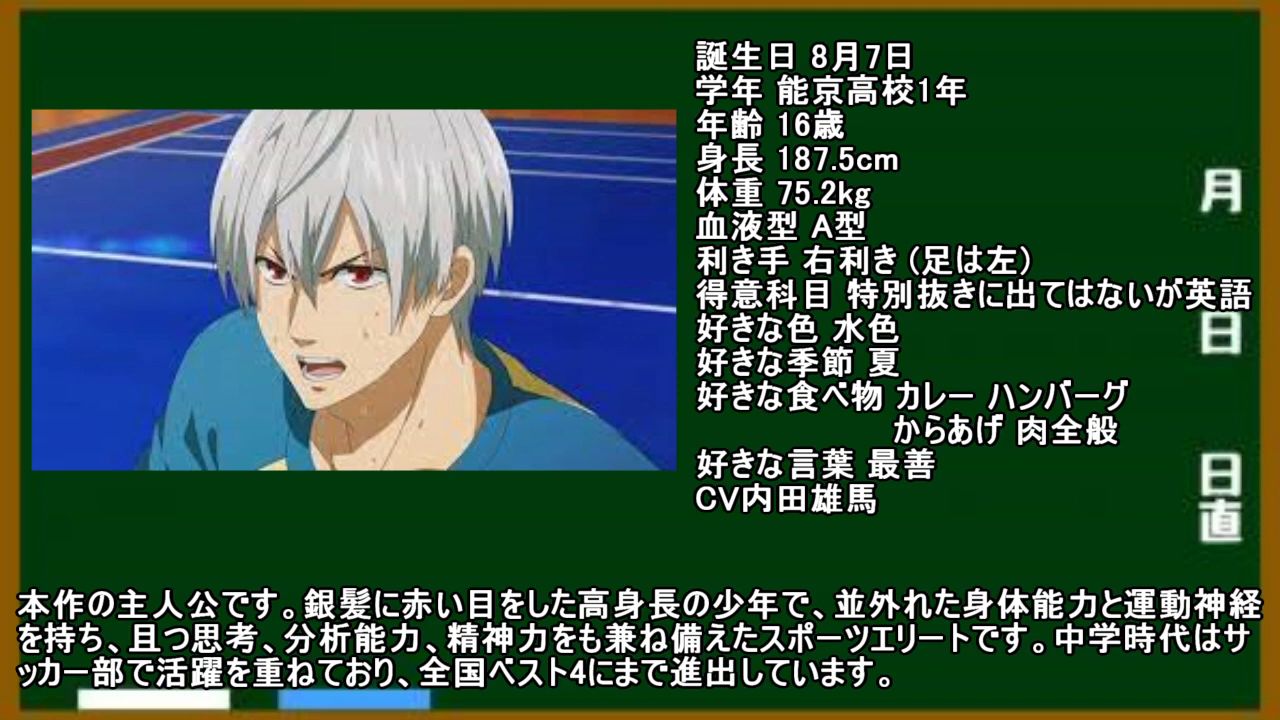 誕生日 8月7日
学年 能京高校1年
年齢 16歳
身長 187.5cm
体重 75.2kg
血液型 A型
利き手 右利き (足は左)
得意科目 特別抜きに出てはないが英語
好きな色 水色
好きな季節 夏
好きな食べ物 カレー ハンバーグ
からあげ 肉全般
好きな言葉 最善
CV内田雄馬
月
日
日直
本作の主人公です。銀髪に赤い目をした高身長の少年で、並外れた身体能力と運動神経
を持ち、且つ思考、分析能力、精神力をも兼ね備えたスポーツエリートです。中学時代はサ
ッカー部で活躍を重ねており、全国ベスト4にまで進出しています。